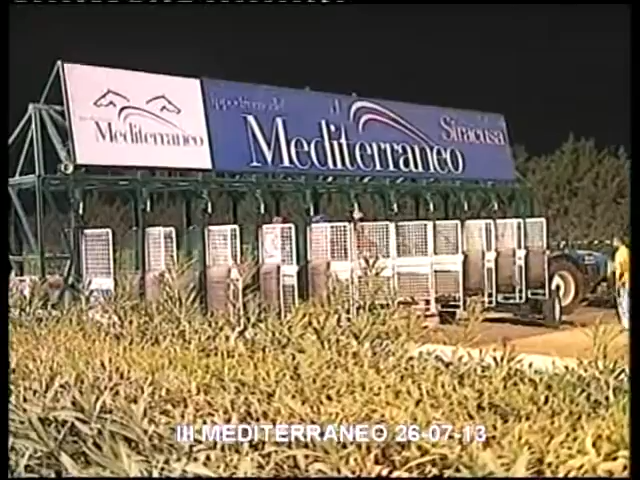 Mediterraneo
Ippodromo del
Mediterraneo
Siracusa
III MEDITERRANEO 26-07-13